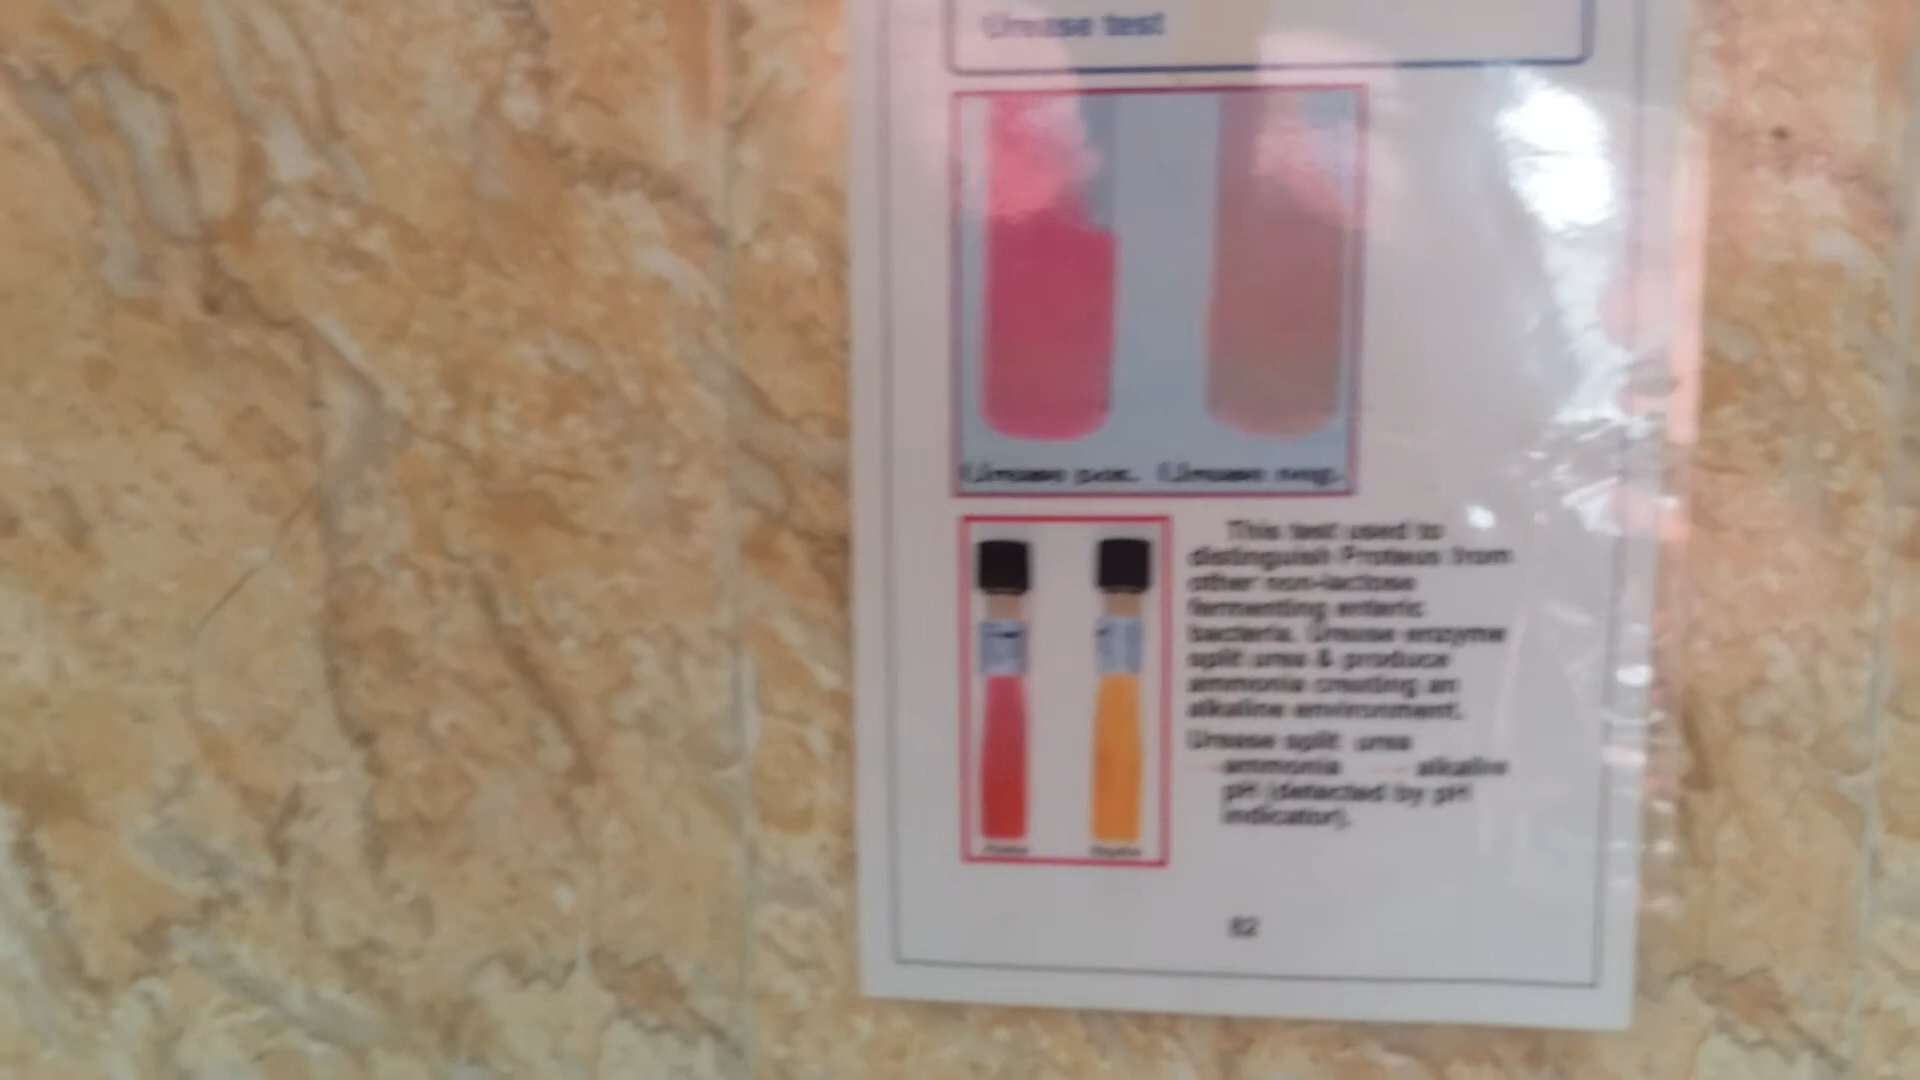 Urease test
Urease pos. Urease neg.
This test used to
distinguish Proteus from
other non-lactose
fermenting enteric
bacteria. Urease enzyme
split urea & produce
ammonia creating an
alkaline environment.
Urease split urea
ammonia alkaline
pH (detected by pH
indicator).
Positive Negative
82